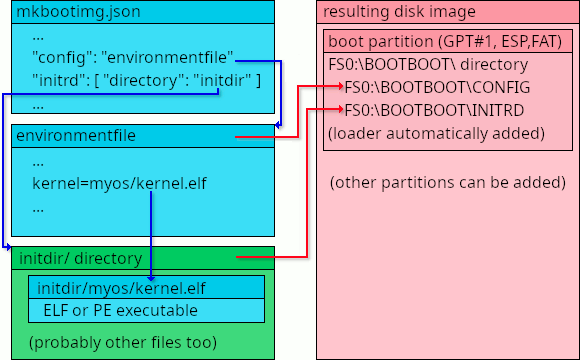 mkbootimg.json
...
"config": "environmentfile"
"initrd": [ "directory": "initdir" ]
...
environmentfile
...
kernel=myos/kernel.elf
...
initdir/ directory
initdir/myos/kernel.elf
ELF or PE executable
(probably other files too)
resulting disk image
boot partition (GPT#1, ESP,FAT)
FS0:\BOOTBOOT\ directory
FS0:\BOOTBOOT\CONFIG
FS0:\BOOTBOOT\INITRD
(loader automatically added)
(other partitions can be added)